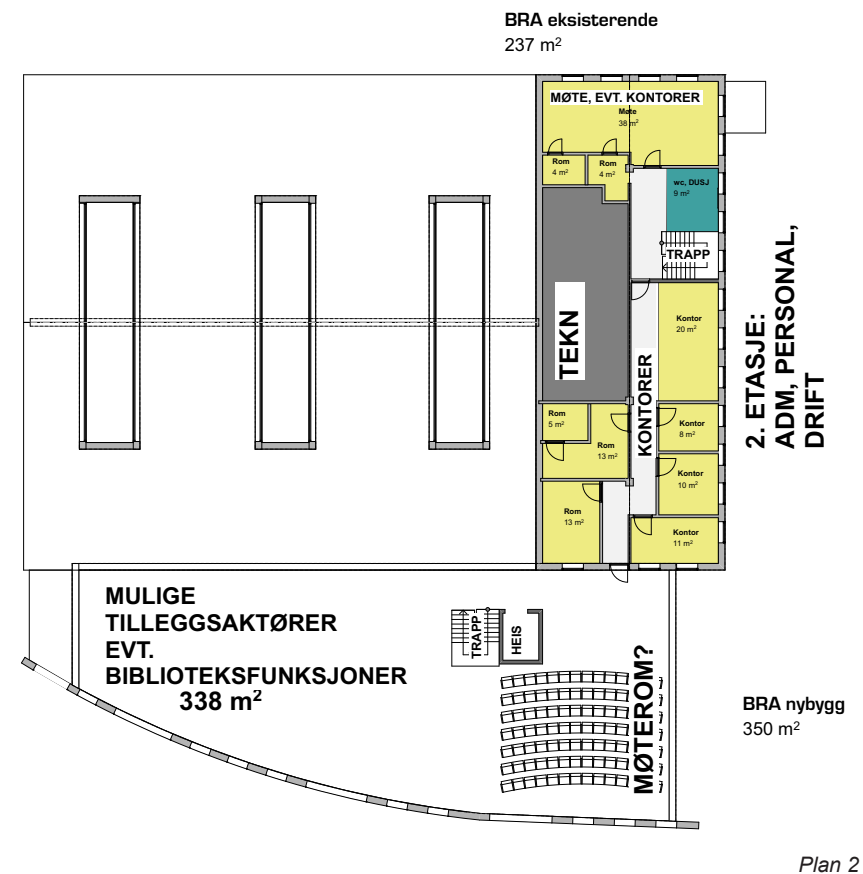 BRA eksisterende
237 m²
MØTE, EVT. KONTORER
Møte
38 m²
Rom
4 m²
Rom
4 m²
wc, DUSJ
9 m²
TRAPP
TEKN
Kontor
20 m²
KONTORER
2. ETASJE:
ADM, PERSONAL,
DRIFT
Rom
5 m²
Rom
13 m²
Kontor
8 m²
Kontor
10 m²
Rom
13 m²
Kontor
11 m²
MULIGE
TILLEGGSAKTØRER
EVT.
BIBLIOTEKSFUNKSJONER
338 m²
TRAPP
HEIS
MØTEROM?
BRA nybygg
350 m²
Plan 2